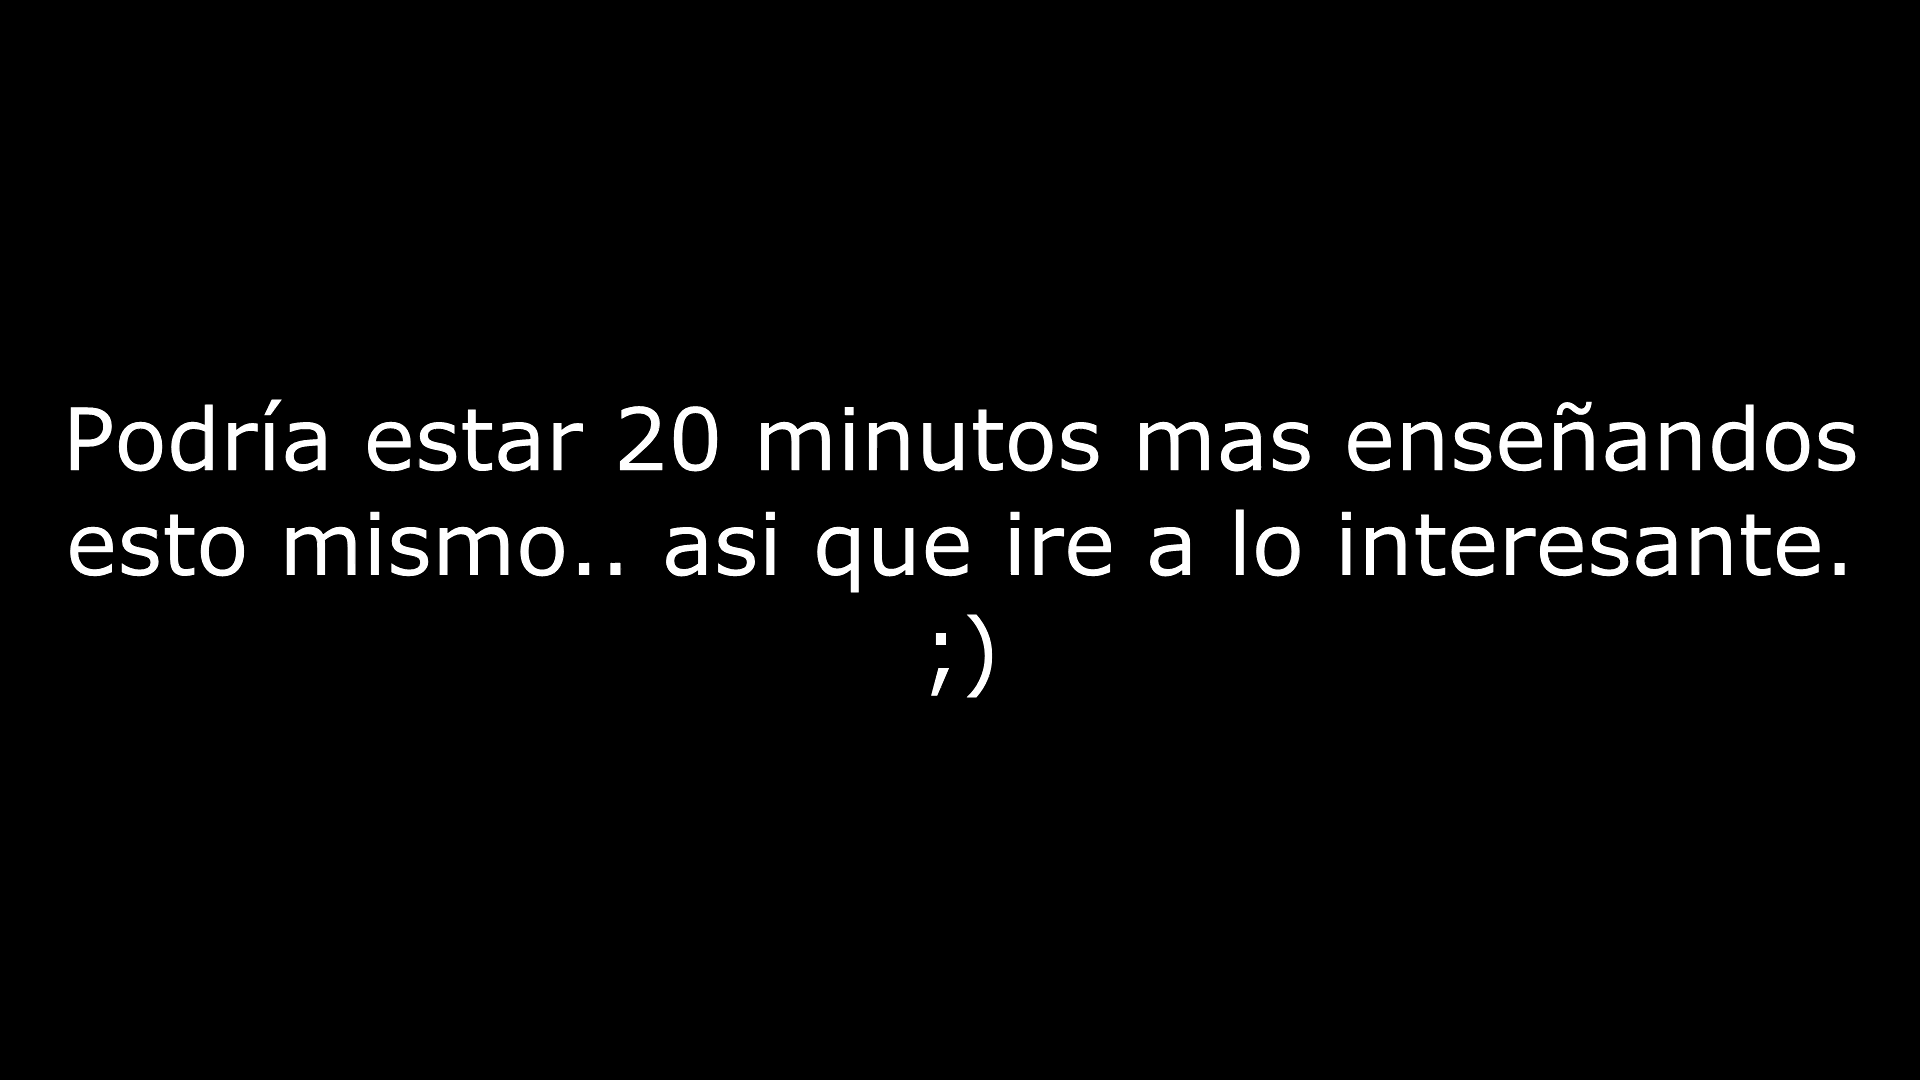 Podría estar 20 minutos mas enseñandos
esto mismo.. asi que ire a lo interesante.
;)